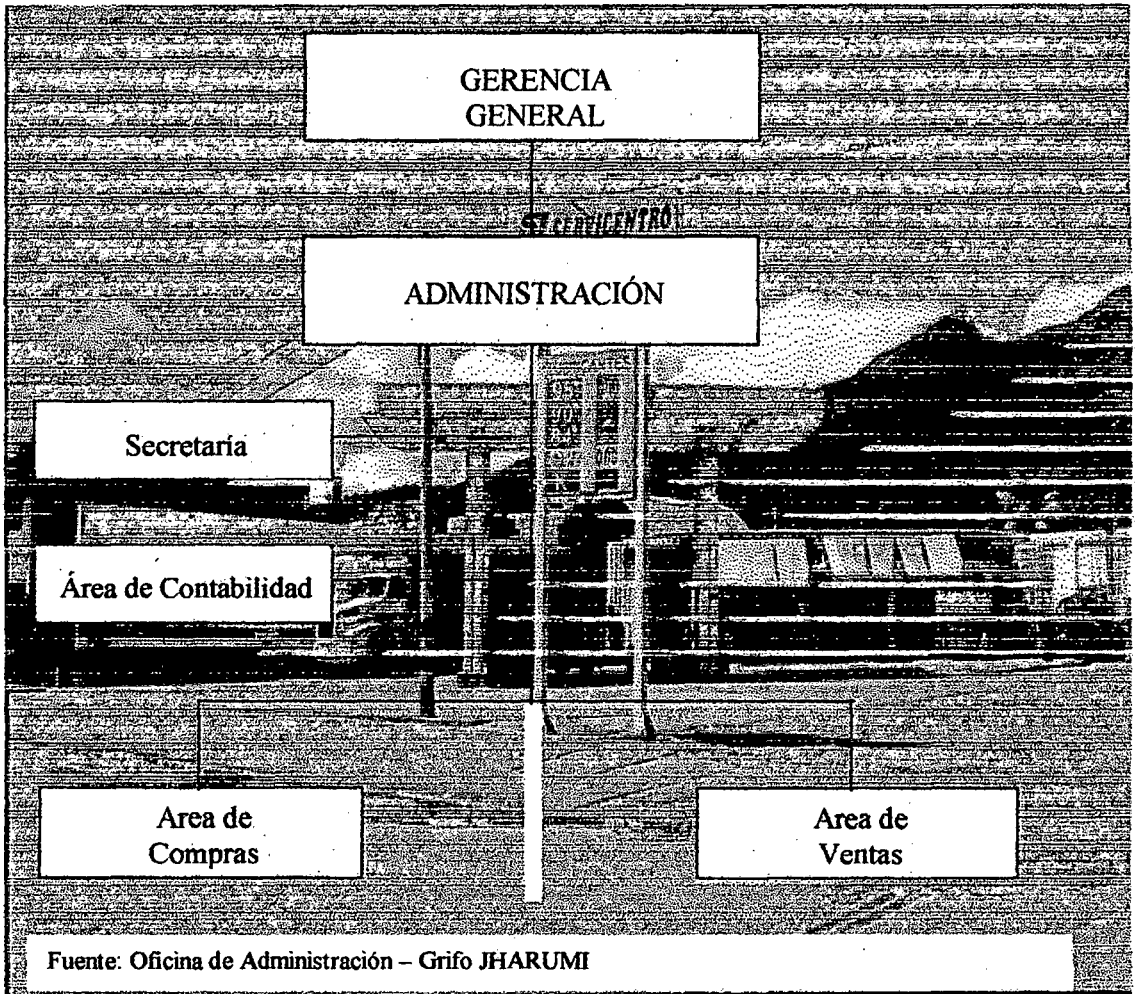 GERENCIA
GENERAL
SERVICENTRO
ADMINISTRACIÓN
Secretaría
Área de Contabilidad
Area de
Compras
Area de
Ventas
Fuente: Oficina de Administración – Grifo JHARUMI